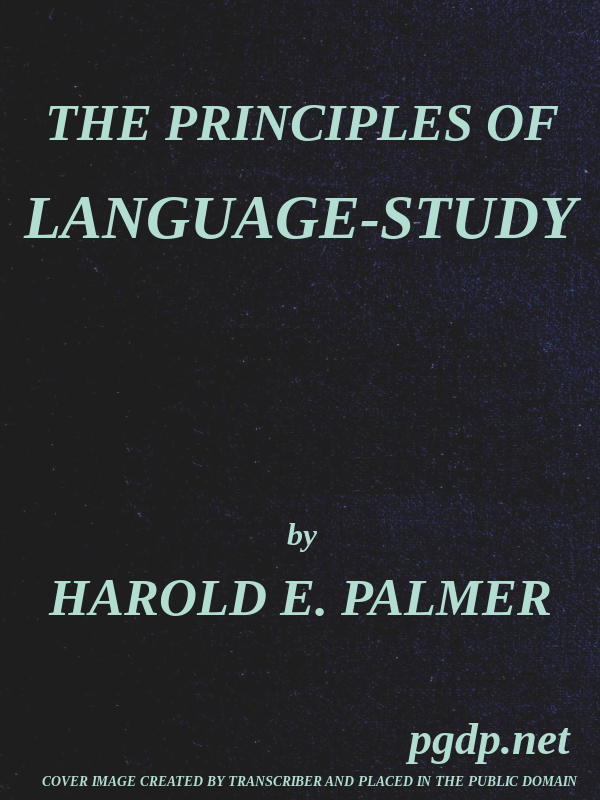 THE PRINCIPLES OF
LANGUAGE-STUDY
by
HAROLD E. PALMER
pgdp.net
COVER IMAGE CREATED BY TRANSCRIBER AND PLACED IN THE PUBLIC DOMAIN